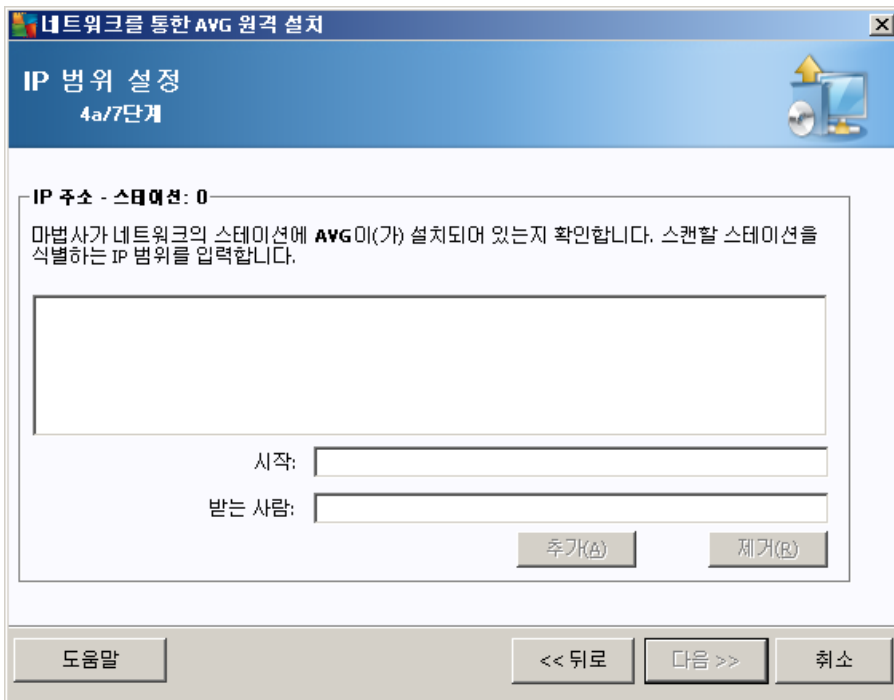 네트워크를 통한 AVG 원격 설치
IP 범위 설정
4a/7단계
IP 주소 - 스테이션: 0
마법사가 네트워크의 스테이션에 AVG이(가) 설치되어 있는지 확인합니다. 스캔할 스테이션을
식별하는 IP 범위를 입력합니다.
시작:
받는 사람:
추가(A)
제거(R)
도움말
<< 뒤로
다음 >>
취소